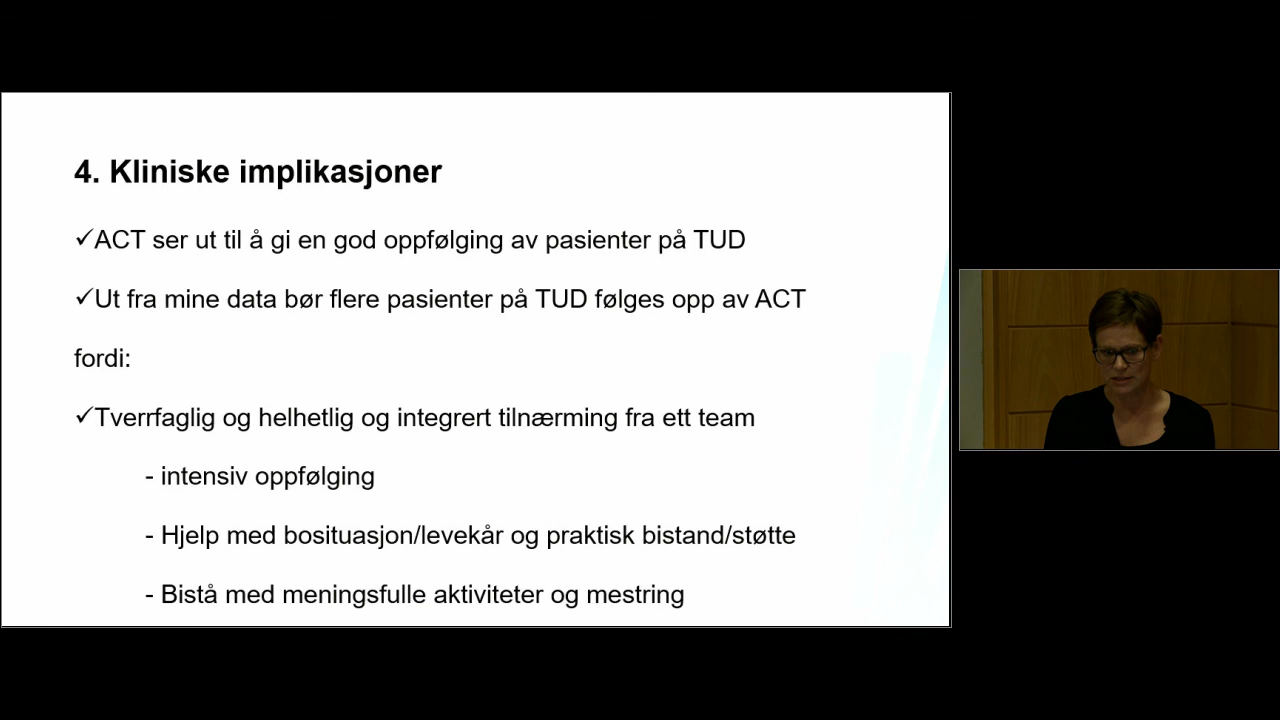 4. Kliniske implikasjoner
✓ACT ser ut til å gi en god oppfølging av pasienter på TUD
✓Ut fra mine data bør flere pasienter på TUD følges opp av ACT
fordi:
✓Tverrfaglig og helhetlig og integrert tilnærming fra ett team
- intensiv oppfølging
- Hjelp med bosituasjon/levekår og praktisk bistand/støtte
- Bistå med meningsfulle aktiviteter og mestring